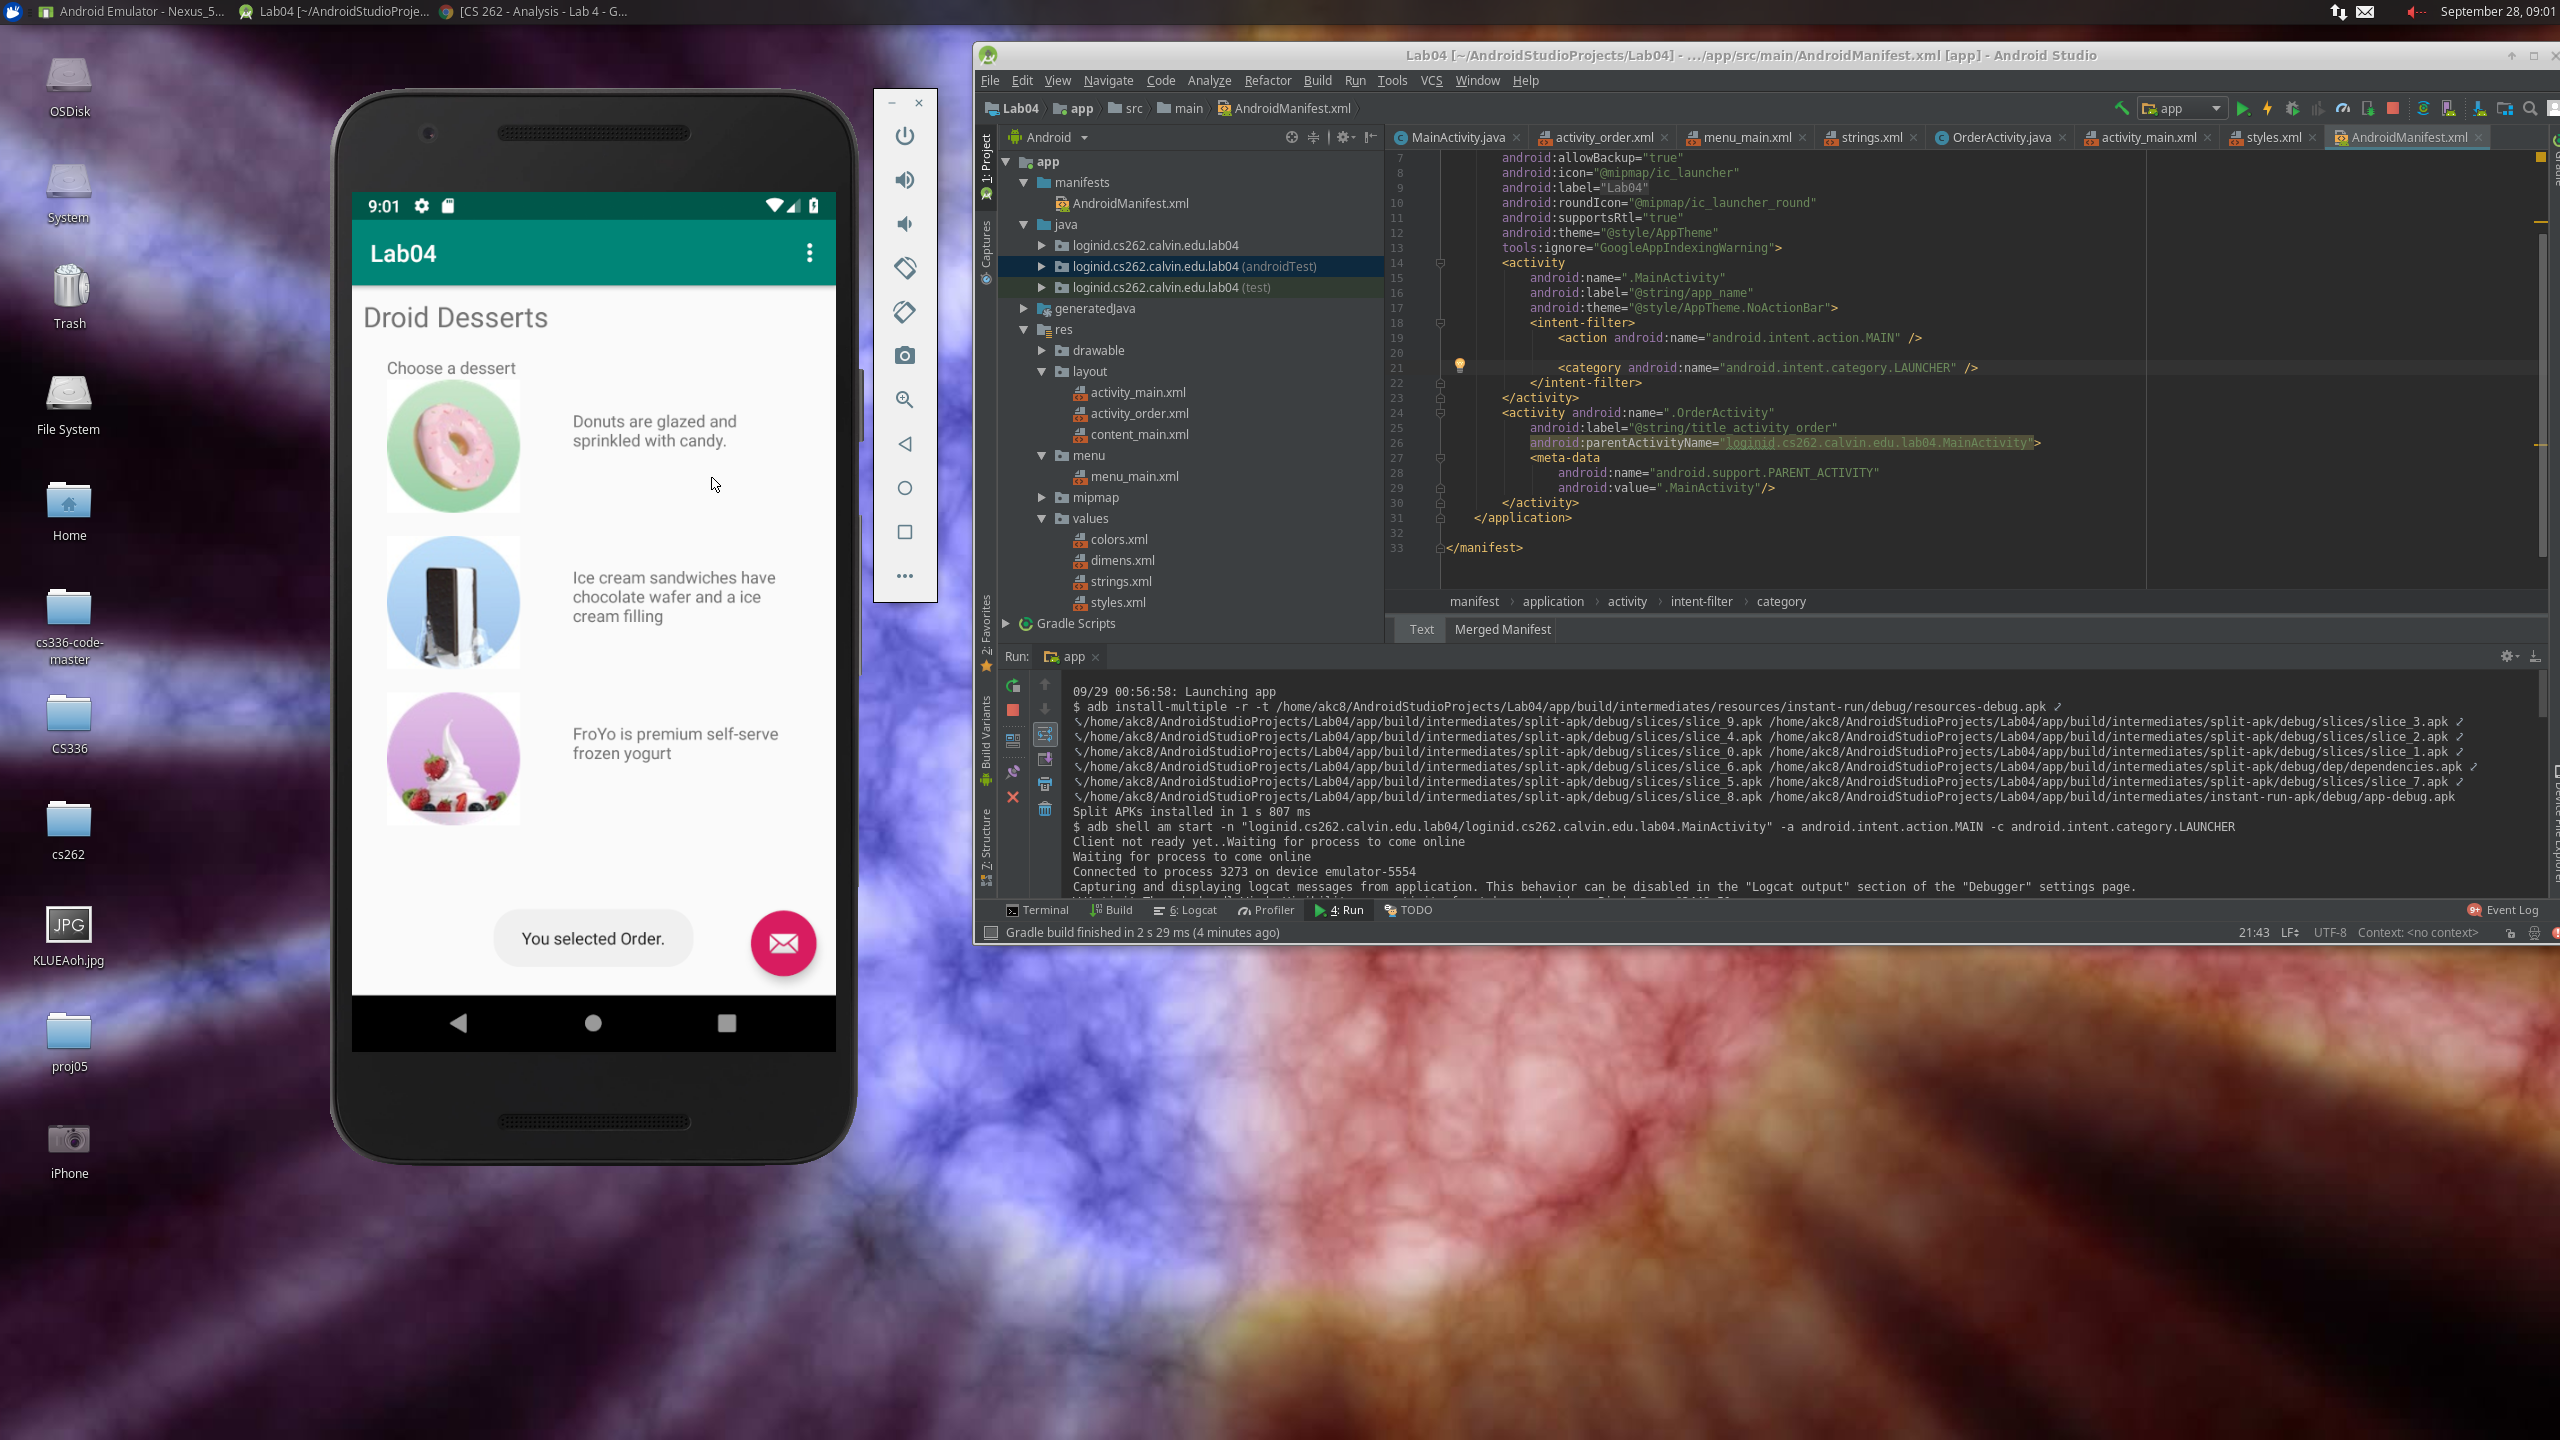 Android Emulator - Nexus_5...
Lab04 [~/AndroidStudioProje...
[CS 262 - Analysis - Lab 4 - G...
September 28, 09:01
OSDisk
System
Trash
File System
Home
cs336-code-
master
CS336
cs262
JPG
KLUEAoh.jpg
proj05
iPhone
9:01
Lab04
Droid Desserts
Choose a dessert
Donuts are glazed and
sprinkled with candy.
Ice cream sandwiches have
chocolate wafer and a ice
cream filling
FroYo is premium self-serve
frozen yogurt
You selected Order.
Lab04 [~/AndroidStudioProjects/Lab04] - .../app/src/main/AndroidManifest.xml [app] - Android Studio
File Edit View Navigate Code Analyze Refactor Build Run Tools VCS Window Help
Lab04 app src main AndroidManifest.xml
app
1: Project
Captures
2: Favorites
Build Variants
7: Structure
Android
app
manifests
AndroidManifest.xml
java
loginid.cs262.calvin.edu.lab04
loginid.cs262.calvin.edu.lab04 (androidTest)
loginid.cs262.calvin.edu.lab04 (test)
generatedJava
res
drawable
layout
activity_main.xml
activity_order.xml
content_main.xml
menu
menu_main.xml
mipmap
values
colors.xml
dimens.xml
strings.xml
styles.xml
Gradle Scripts
MainActivity.java activity_order.xml menu_main.xml strings.xml OrderActivity.java activity_main.xml styles.xml AndroidManifest.xml
7 android:allowBackup="true"
8 android:icon="@mipmap/ic_launcher"
9 android:label="Lab04"
10 android:roundIcon="@mipmap/ic_launcher_round"
11 android:supportsRtl="true"
12 android:theme="@style/AppTheme"
13 tools:ignore="GoogleAppIndexingWarning">
14 <activity
15 android:name=".MainActivity"
16 android:label="@string/app_name"
17 android:theme="@style/AppTheme.NoActionBar">
18 <intent-filter>
19 <action android:name="android.intent.action.MAIN" />
20
21 <category android:name="android.intent.category.LAUNCHER" />
22 </intent-filter>
23 </activity>
24 <activity android:name=".OrderActivity"
25 android:label="@string/title_activity_order"
26 android:parentActivityName="loginid.cs262.calvin.edu.lab04.MainActivity">
27 <meta-data
28 android:name="android.support.PARENT_ACTIVITY"
29 android:value=".MainActivity"/>
30 </activity>
31 </application>
32
33 </manifest>
manifest › application › activity › intent-filter › category
Text Merged Manifest
Run: app
09/29 00:56:58: Launching app
$ adb install-multiple -r -t /home/akc8/AndroidStudioProjects/Lab04/app/build/intermediates/resources/instant-run/debug/resources-debug.apk
/home/akc8/AndroidStudioProjects/Lab04/app/build/intermediates/split-apk/debug/slices/slice_9.apk /home/akc8/AndroidStudioProjects/Lab04/app/build/intermediates/split-apk/debug/slices/slice_3.apk
/home/akc8/AndroidStudioProjects/Lab04/app/build/intermediates/split-apk/debug/slices/slice_4.apk /home/akc8/AndroidStudioProjects/Lab04/app/build/intermediates/split-apk/debug/slices/slice_2.apk
/home/akc8/AndroidStudioProjects/Lab04/app/build/intermediates/split-apk/debug/slices/slice_0.apk /home/akc8/AndroidStudioProjects/Lab04/app/build/intermediates/split-apk/debug/slices/slice_1.apk
/home/akc8/AndroidStudioProjects/Lab04/app/build/intermediates/split-apk/debug/slices/slice_6.apk /home/akc8/AndroidStudioProjects/Lab04/app/build/intermediates/split-apk/debug/dep/dependencies.apk
/home/akc8/AndroidStudioProjects/Lab04/app/build/intermediates/split-apk/debug/slices/slice_5.apk /home/akc8/AndroidStudioProjects/Lab04/app/build/intermediates/split-apk/debug/slices/slice_7.apk
/home/akc8/AndroidStudioProjects/Lab04/app/build/intermediates/split-apk/debug/slices/slice_8.apk /home/akc8/AndroidStudioProjects/Lab04/app/build/intermediates/instant-run-apk/debug/app-debug.apk
Split APKs installed in 1 s 807 ms
$ adb shell am start -n "loginid.cs262.calvin.edu.lab04/loginid.cs262.calvin.edu.lab04.MainActivity" -a android.intent.action.MAIN -c android.intent.category.LAUNCHER
Client not ready yet..Waiting for process to come online
Waiting for process to come online
Connected to process 3273 on device emulator-5554
Capturing and displaying logcat messages from application. This behavior can be disabled in the "Logcat output" section of the "Debugger" settings page.
Terminal Build 6: Logcat Profiler 4: Run TODO
9+ Event Log
Gradle build finished in 2 s 29 ms (4 minutes ago)
21:43 LF UTF-8 Context: <no context>